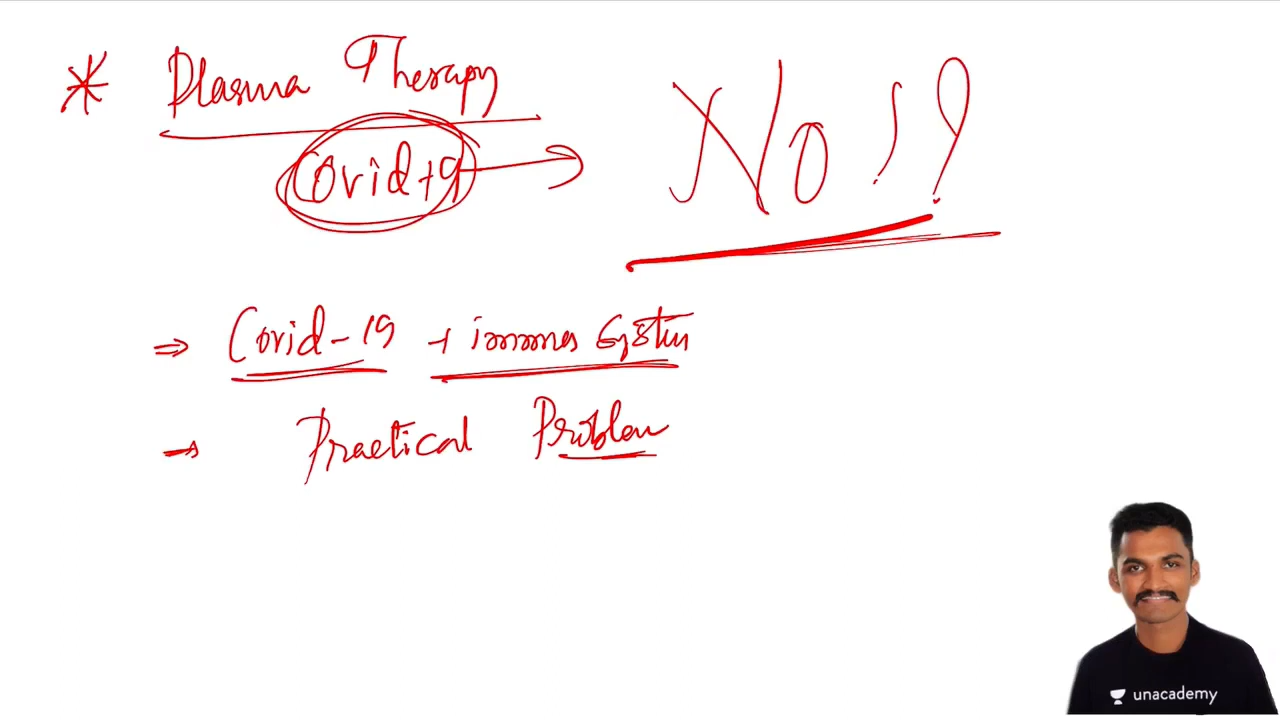 * Plasma Therapy
Covid-19 → No !?
⇒ Covid-19 + immune System
→ Practical Problem
unacademy